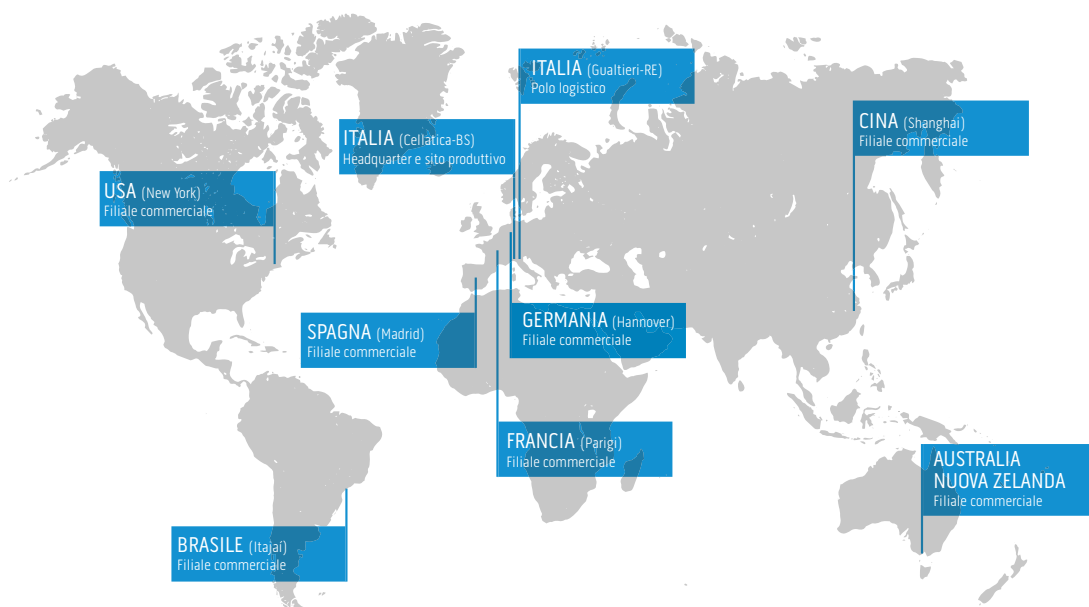 ITALIA (Gualtieri-RE)
Polo logistico
CINA (Shanghai)
Filiale commerciale
ITALIA (Cellatica-BS)
Headquarter e sito produttivo
USA (New York)
Filiale commerciale
SPAGNA (Madrid)
Filiale commerciale
GERMANIA (Hannover)
Filiale commerciale
FRANCIA (Parigi)
Filiale commerciale
AUSTRALIA
NUOVA ZELANDA
Filiale commerciale
BRASILE (Itajaí)
Filiale commerciale